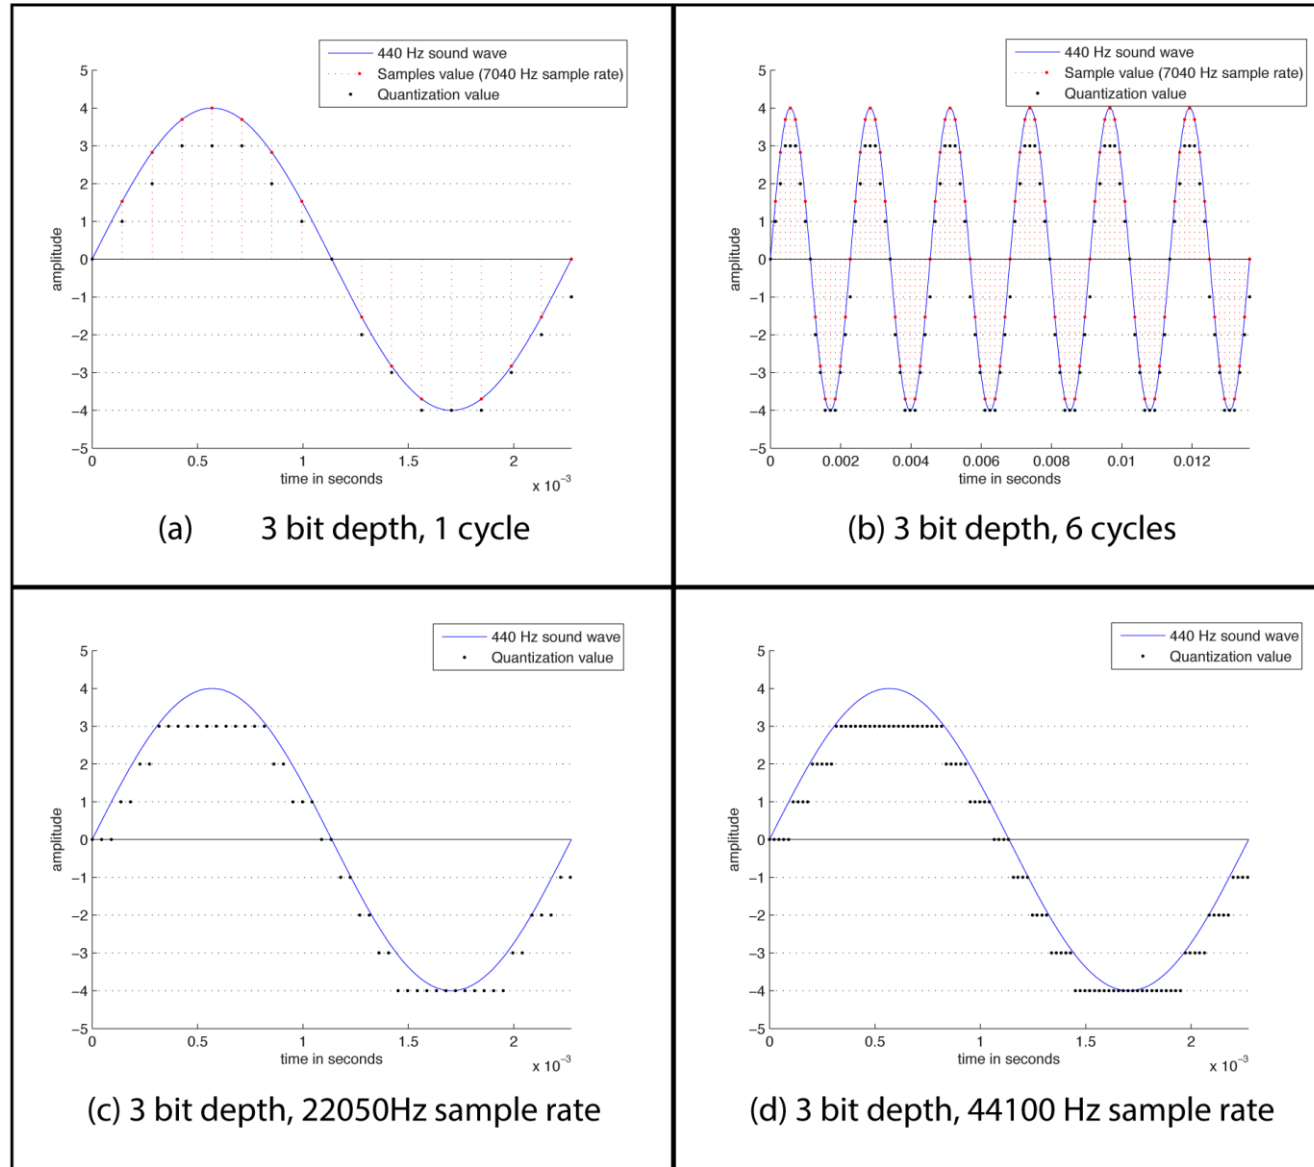 440 Hz sound wave
Samples value (7040 Hz sample rate)
Quantization value
5
4
3
2
1
0
−1
−2
−3
−4
−5
amplitude
0 0.5 1 1.5 2
time in seconds
x 10⁻³
(a) 3 bit depth, 1 cycle
440 Hz sound wave
Sample value (7040 Hz sample rate)
Quantization value
5
4
3
2
1
0
−1
−2
−3
−4
−5
amplitude
0 0.002 0.004 0.006 0.008 0.01 0.012
time in seconds
(b) 3 bit depth, 6 cycles
440 Hz sound wave
Quantization value
5
4
3
2
1
0
−1
−2
−3
−4
−5
amplitude
0 0.5 1 1.5 2
time in seconds
x 10⁻³
(c) 3 bit depth, 22050Hz sample rate
440 Hz sound wave
Quantization value
5
4
3
2
1
0
−1
−2
−3
−4
−5
amplitude
0 0.5 1 1.5 2
time in seconds
x 10⁻³
(d) 3 bit depth, 44100 Hz sample rate